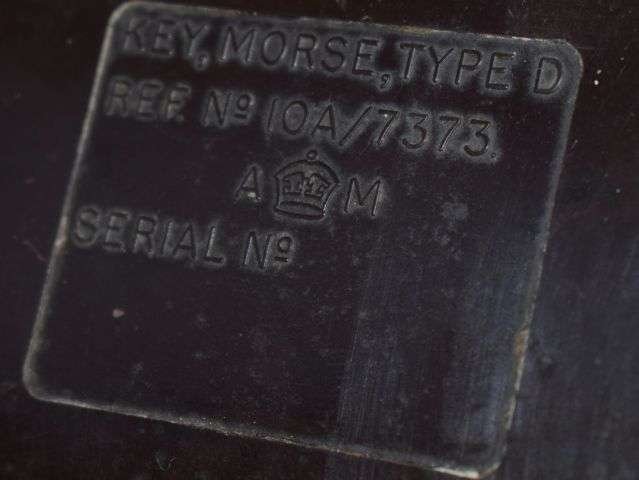 KEY, MORSE, TYPE D
REF. Nº 10A/7373.
A M
SERIAL Nº